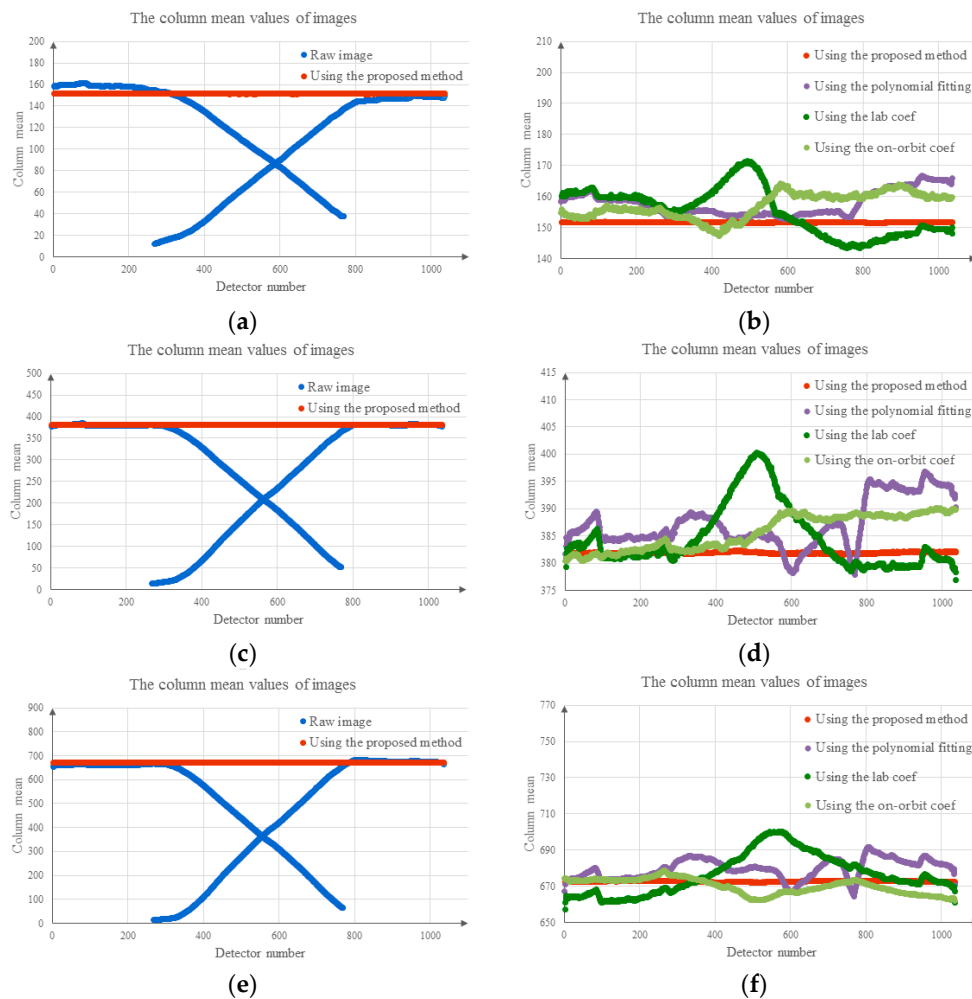 The column mean values of images
200
180
160
140
120
100
80
60
40
20
0
Column mean
Raw image
Using the proposed method
0 200 400 600 800 1000
Detector number
(a)
The column mean values of images
210
200
190
180
170
160
150
140
Column mean
Using the proposed method
Using the polynomial fitting
Using the lab coef
Using the on-orbit coef
0 200 400 600 800 1000
Detector number
(b)
The column mean values of images
500
450
400
350
300
250
200
150
100
50
0
Column mean
Raw image
Using the proposed method
0 200 400 600 800 1000
Detector number
(c)
The column mean values of images
415
410
405
400
395
390
385
380
375
Column mean
Using the proposed method
Using the polynomial fitting
Using the lab coef
Using the on-orbit coef
0 200 400 600 800 1000
Detector number
(d)
The column mean values of images
900
800
700
600
500
400
300
200
100
0
Column mean
Raw image
Using the proposed method
0 200 400 600 800 1000
Detector number
(e)
The column mean values of images
770
750
730
710
690
670
650
Column mean
Using the proposed method
Using the polynomial fitting
Using the lab coef
Using the on-orbit coef
0 200 400 600 800 1000
Detector number
(f)